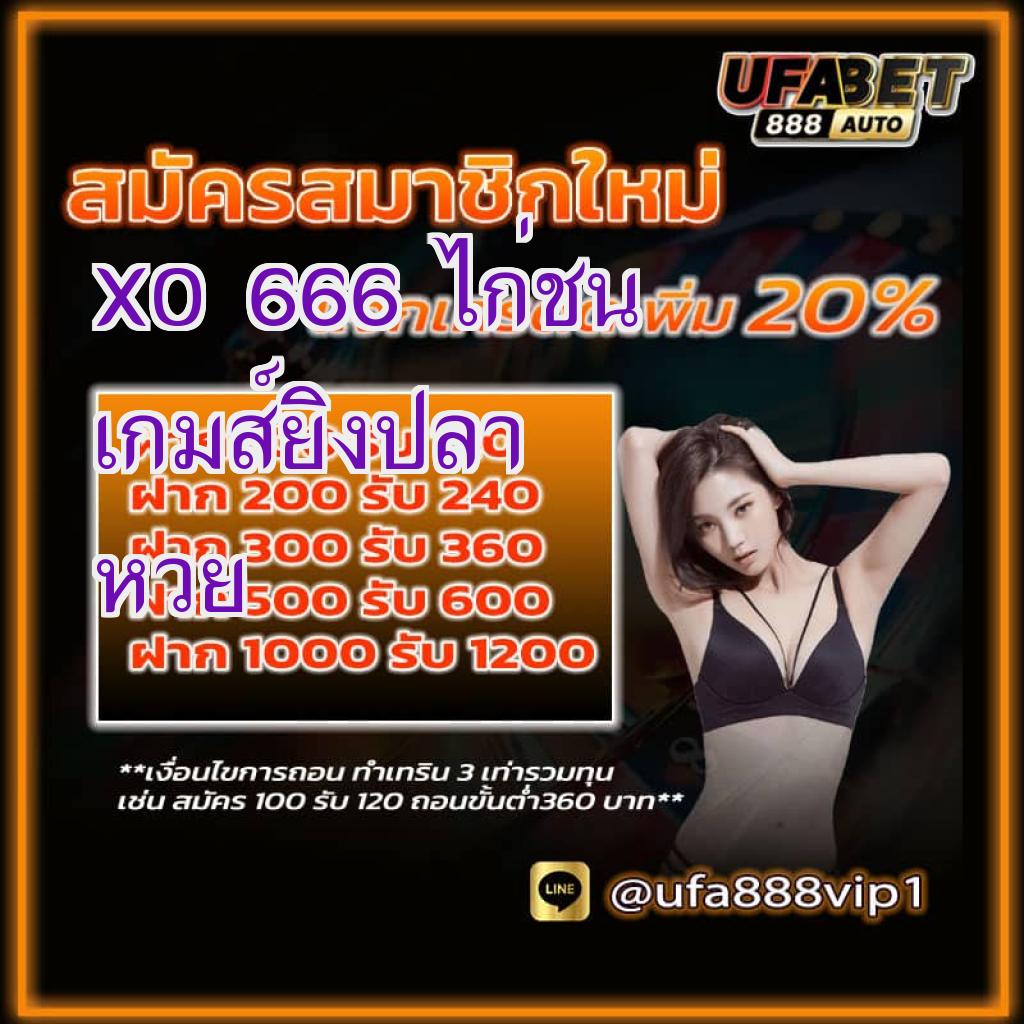 UFABET
888 AUTO
สมัครสมาชิกใหม่
XO 666 ไก่ชน
เพิ่ม 20%
เกมส์ยิงปลา
ฝาก 200 รับ 240
ฝาก 300 รับ 360
หวย
500 รับ 600
ฝาก 1000 รับ 1200
**เงื่อนไขการถอน ทำเทริน 3 เท่ารวมทุน
เช่น สมัคร 100 รับ 120 ถอนขั้นต่ำ360 บาท**
LINE @ufa888vip1